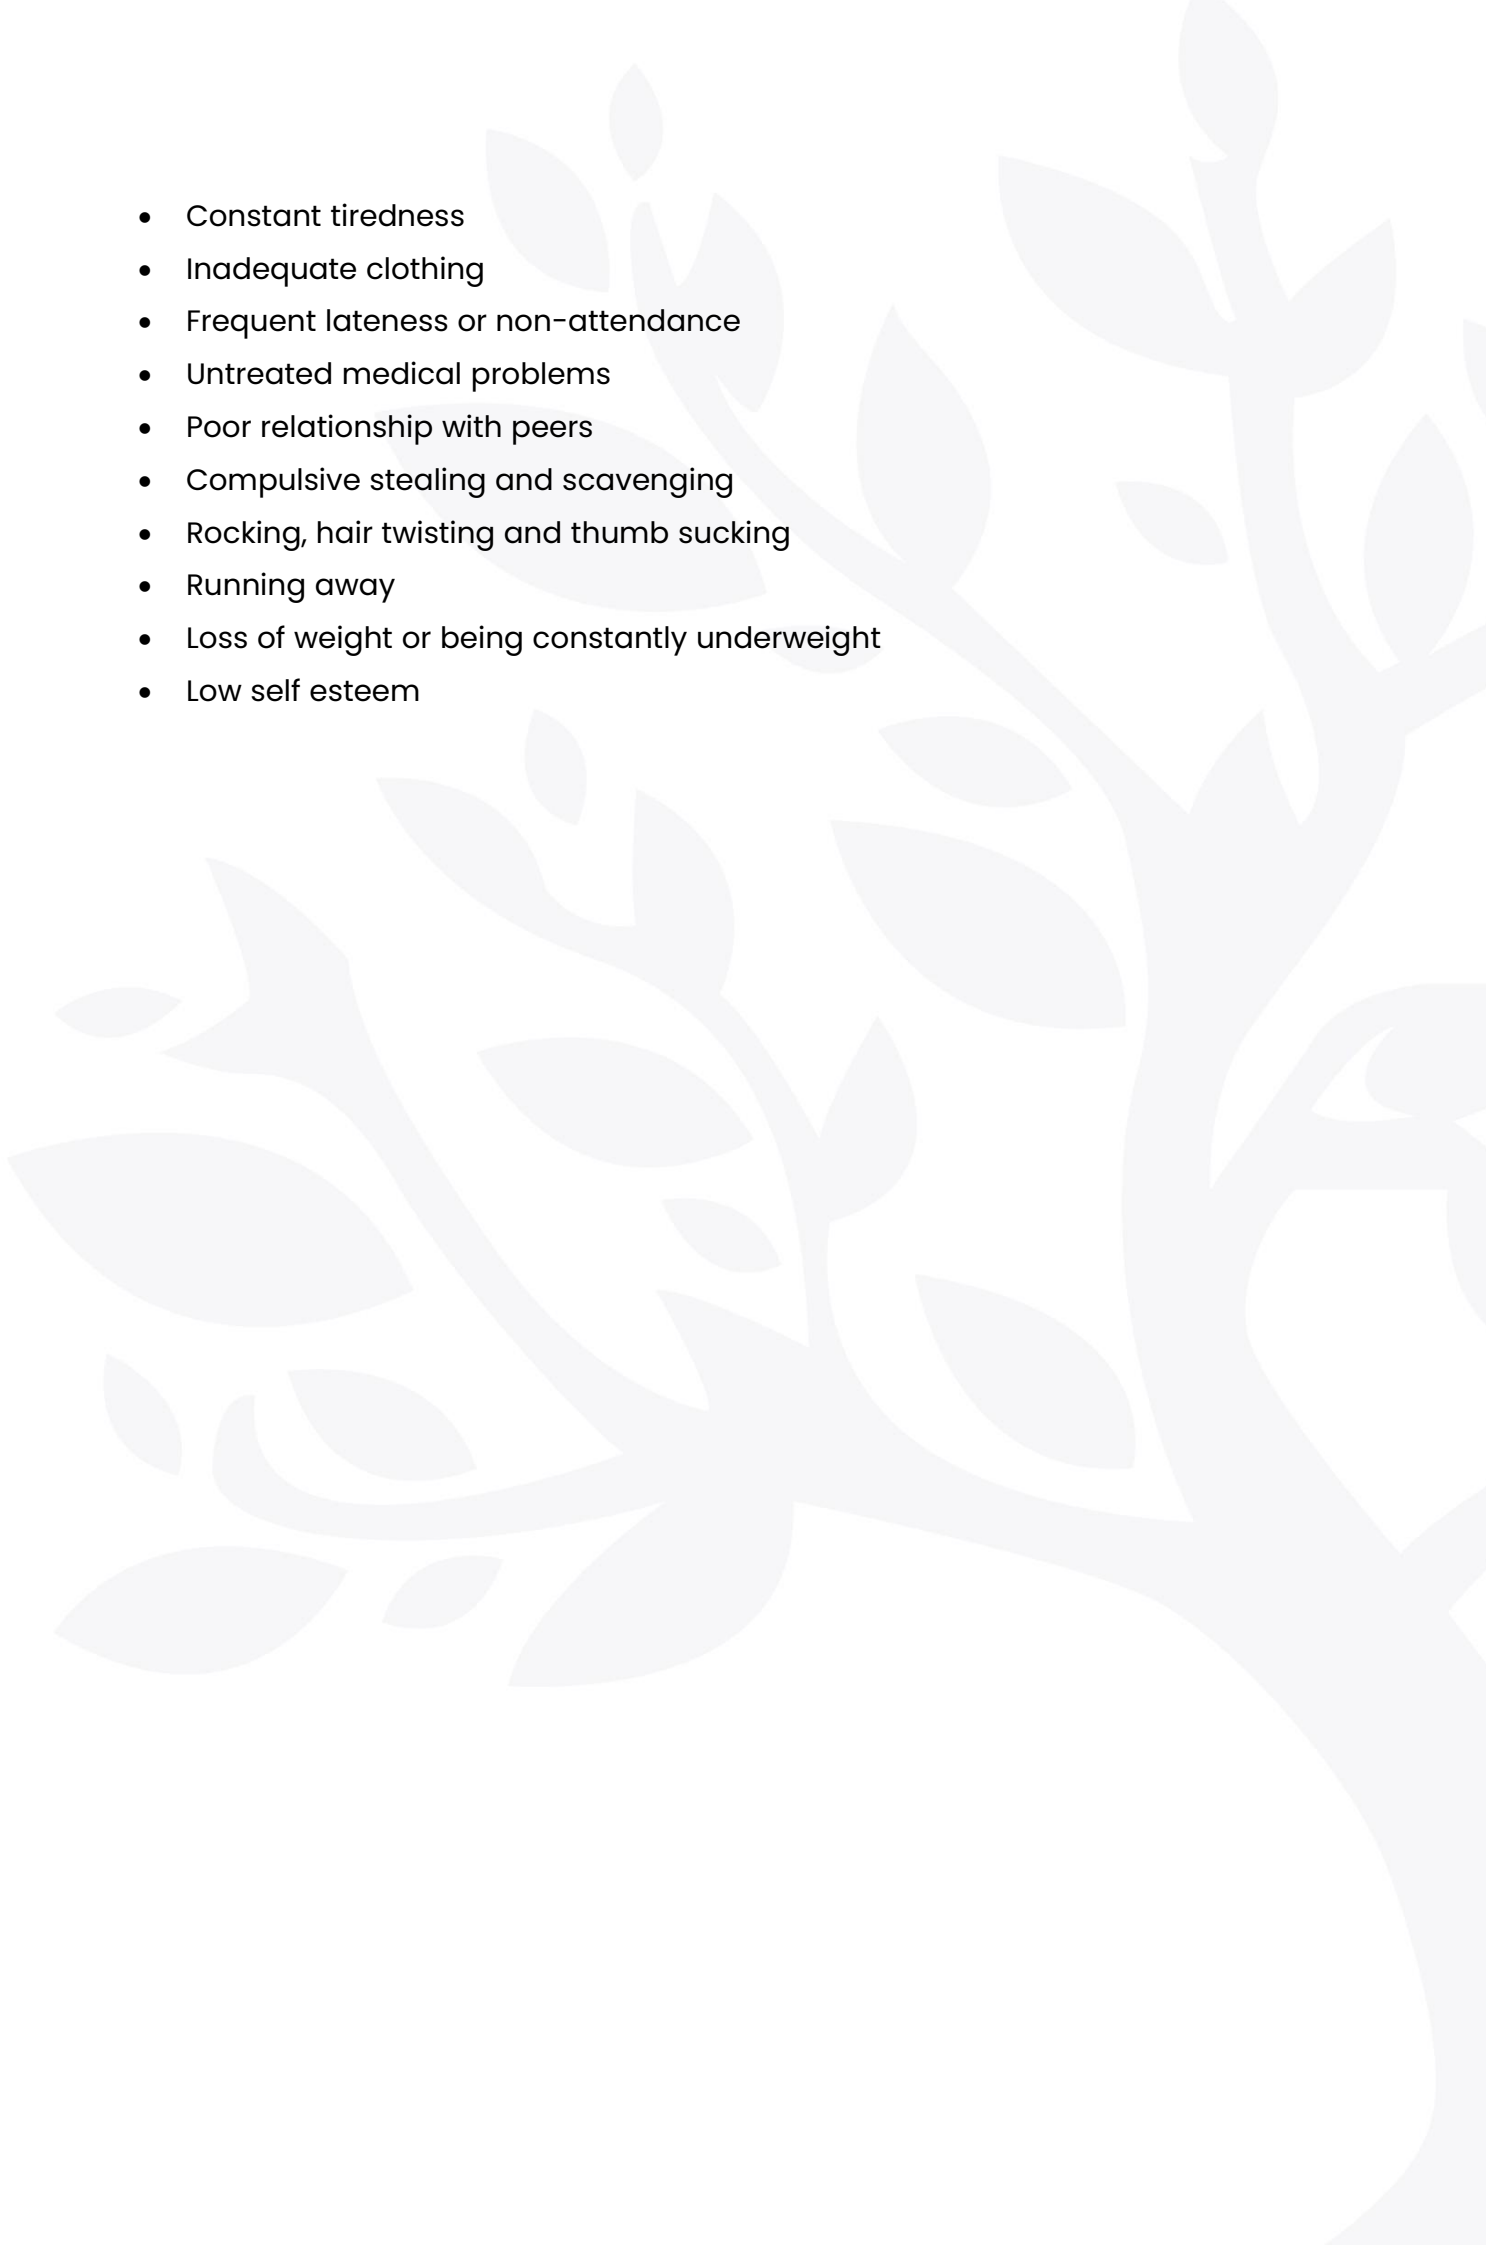 • Constant tiredness
• Inadequate clothing
• Frequent lateness or non-attendance
• Untreated medical problems
• Poor relationship with peers
• Compulsive stealing and scavenging
• Rocking, hair twisting and thumb sucking
• Running away
• Loss of weight or being constantly underweight
• Low self esteem